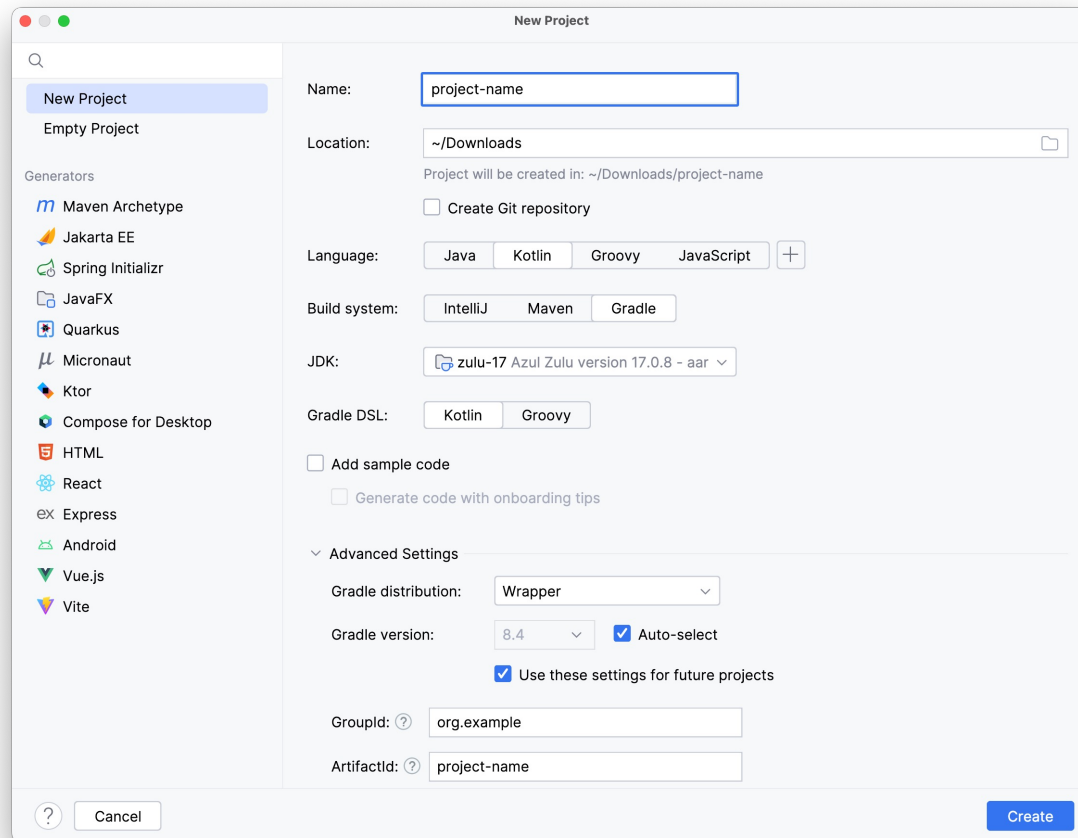 New Project
New Project
Empty Project
Generators
Maven Archetype
Jakarta EE
Spring Initializr
JavaFX
Quarkus
Micronaut
Ktor
Compose for Desktop
HTML
React
ex Express
Android
Vue.js
Vite
Name: project-name
Location: ~/Downloads
Project will be created in: ~/Downloads/project-name
Create Git repository
Language: Java Kotlin Groovy JavaScript +
Build system: IntelliJ Maven Gradle
JDK: zulu-17 Azul Zulu version 17.0.8 - aar
Gradle DSL: Kotlin Groovy
Add sample code
Generate code with onboarding tips
Advanced Settings
Gradle distribution: Wrapper
Gradle version: 8.4 Auto-select
Use these settings for future projects
GroupId: ? org.example
ArtifactId: ? project-name
? Cancel Create